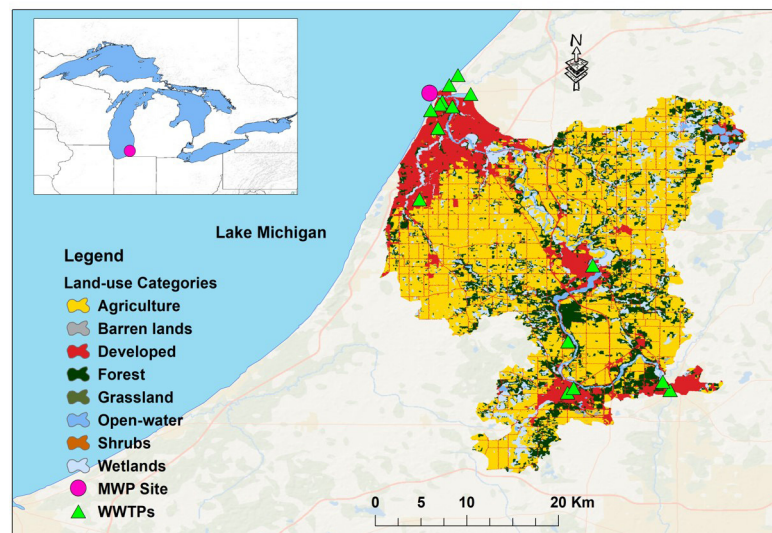 N
Lake Michigan
Legend
Land-use Categories
Agriculture
Barren lands
Developed
Forest
Grassland
Open-water
Shrubs
Wetlands
MWP Site
WWTPs
0 5 10 20 Km